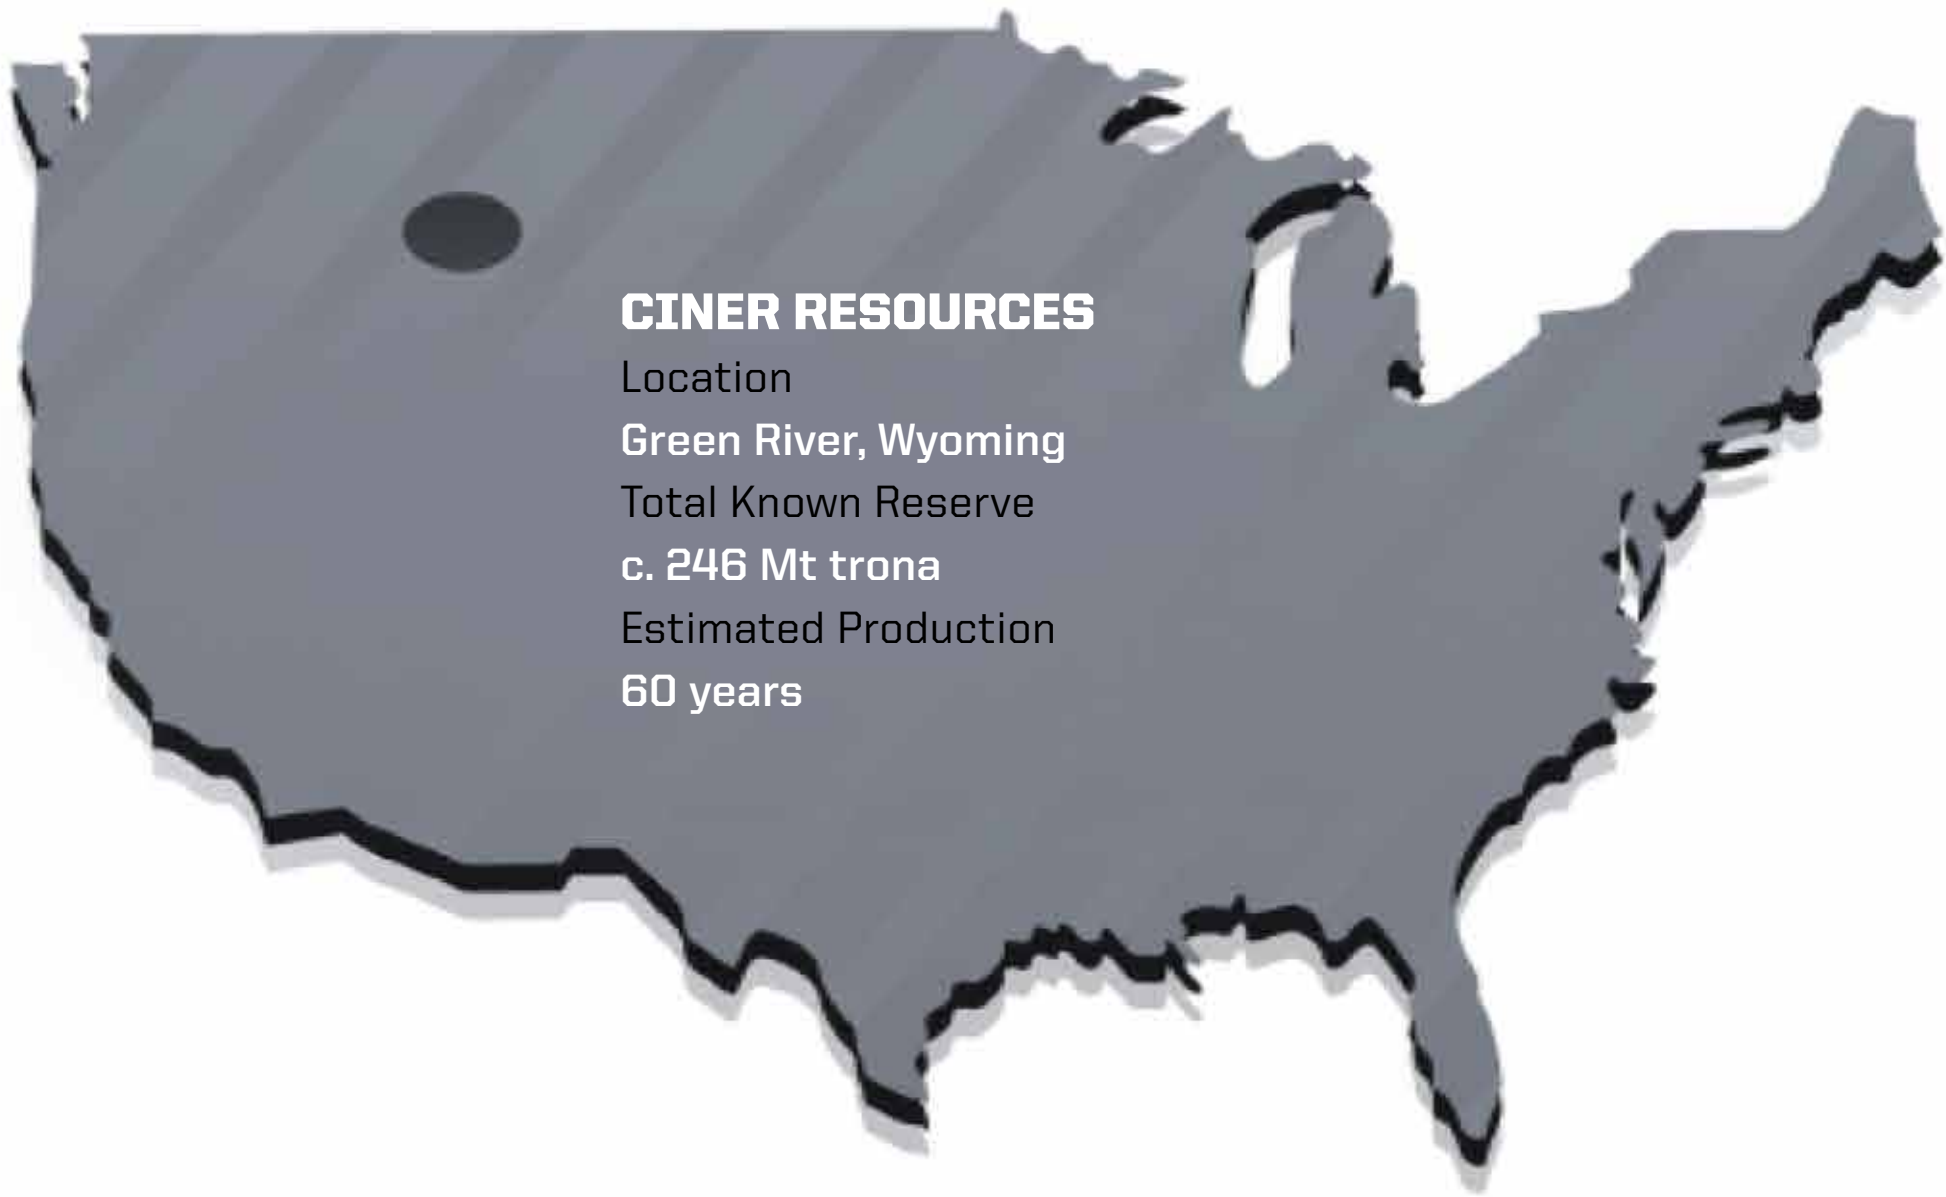 CINER RESOURCES
Location
Green River, Wyoming
Total Known Reserve
c. 246 Mt trona
Estimated Production
60 years